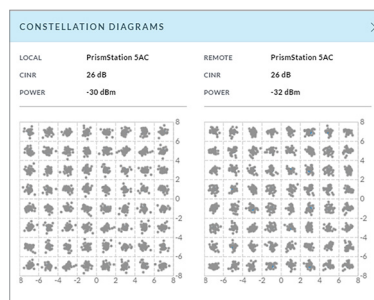 CONSTELLATION DIAGRAMS
LOCAL PrismStation 5AC
CINR 26 dB
POWER -30 dBm
REMOTE PrismStation 5AC
CINR 26 dB
POWER -32 dBm
8
6
4
2
0
-2
-4
-6
-8
8 -6 -4 -2 0 2 4 6 8
8
6
4
2
0
-2
-4
-6
-8
8 -6 -4 -2 0 2 4 6 8